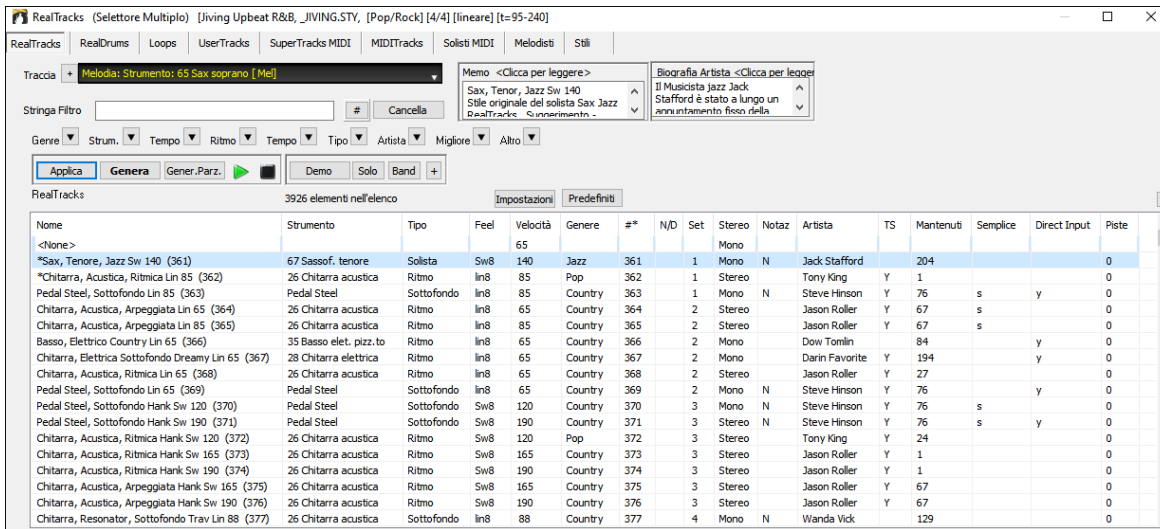 RealTracks (Selettore Multiplo) [Jiving Upbeat R&B, _JIVING.STY, [Pop/Rock] [4/4] [lineare] [t=95-240]
RealTracks RealDrums Loops UserTracks SuperTracks MIDI MIDITracks Solisti MIDI Melodisti Stili
Traccia + Melodia: Strumento: 65 Sax soprano [ Mel]
Memo <Clicca per leggere>
Sax, Tenor, Jazz Sw 140
Stile originale del solista Sax Jazz
RealTracks. Suggerimento -
Biografia Artista <Clicca per legger
Il Musicista jazz Jack
Stafford è stato a lungo un
appuntamento fisso della
Stringa Filtro # Cancella
Genre Strum. Tempo Ritmo Tempo Tipo Artista Migliore Altro
Applica Genera Gener.Parz. Demo Solo Band +
RealTracks 3926 elementi nell'elenco Impostazioni Predefiniti
Nome Strumento Tipo Feel Velocità Genere #* N/D Set Stereo Notaz Artista TS Mantenuti Semplice Direct Input Piste
<None> 65 Mono
*Sax, Tenore, Jazz Sw 140 (361) 67 Sassof. tenore Solista Sw8 140 Jazz 361 1 Mono N Jack Stafford 204 0
*Chitarra, Acustica, Ritmica Lin 85 (362) 26 Chitarra acustica Ritmo lin8 85 Pop 362 1 Stereo Tony King Y 1 0
Pedal Steel, Sottofondo Lin 85 (363) Pedal Steel Sottofondo lin8 85 Country 363 1 Mono N Steve Hinson Y 76 s y 0
Chitarra, Acustica, Arpeggiata Lin 65 (364) 26 Chitarra acustica Ritmo lin8 65 Country 364 2 Stereo Jason Roller Y 67 s 0
Chitarra, Acustica, Arpeggiata Lin 85 (365) 26 Chitarra acustica Ritmo lin8 85 Country 365 2 Stereo Jason Roller Y 67 s 0
Basso, Elettrico Country Lin 65 (366) 35 Basso elet. pizz.to Ritmo lin8 65 Country 366 2 Mono Dow Tomlin 84 y 0
Chitarra, Elettrica Sottofondo Dreamy Lin 65 (367) 28 Chitarra elettrica Ritmo lin8 65 Country 367 2 Mono Darin Favorite Y 194 y 0
Chitarra, Acustica, Ritmica Lin 65 (368) 26 Chitarra acustica Ritmo lin8 65 Country 368 2 Stereo Jason Roller Y 27 0
Pedal Steel, Sottofondo Lin 65 (369) Pedal Steel Sottofondo lin8 65 Country 369 2 Mono N Steve Hinson Y 76 y 0
Pedal Steel, Sottofondo Hank Sw 120 (370) Pedal Steel Sottofondo Sw8 120 Country 370 3 Mono N Steve Hinson Y 76 s 0
Pedal Steel, Sottofondo Hank Sw 190 (371) Pedal Steel Sottofondo Sw8 190 Country 371 3 Stereo N Steve Hinson Y 76 s y 0
Chitarra, Acustica, Ritmica Hank Sw 120 (372) 26 Chitarra acustica Ritmo Sw8 120 Pop 372 3 Stereo Tony King Y 24 0
Chitarra, Acustica, Ritmica Hank Sw 165 (373) 26 Chitarra acustica Ritmo Sw8 165 Country 373 3 Stereo Jason Roller Y 1 0
Chitarra, Acustica, Ritmica Hank Sw 190 (374) 26 Chitarra acustica Ritmo Sw8 190 Country 374 3 Stereo Jason Roller Y 1 0
Chitarra, Acustica, Arpeggiata Hank Sw 165 (375) 26 Chitarra acustica Ritmo Sw8 165 Country 375 3 Stereo Jason Roller Y 67 0
Chitarra, Acustica, Arpeggiata Hank Sw 190 (376) 26 Chitarra acustica Ritmo Sw8 190 Country 376 3 Stereo Jason Roller Y 67 0
Chitarra, Resonator, Sottofondo Trav Lin 88 (377) 26 Chitarra acustica Sottofondo lin8 88 Country 377 4 Mono N Wanda Vick 129 0